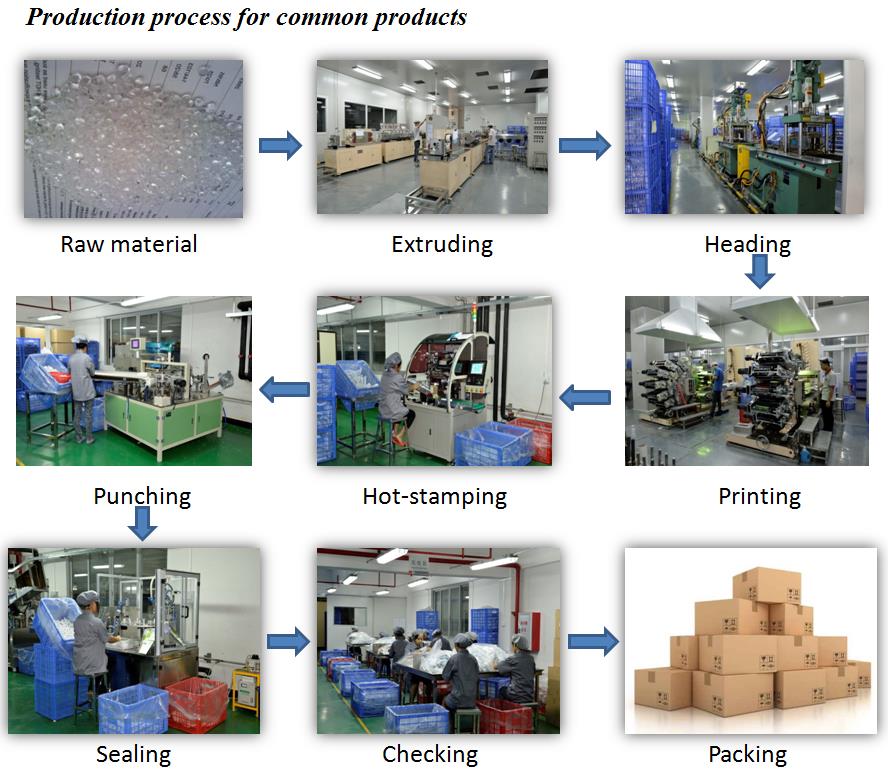 Production process for common products
Raw material
Extruding
Heading
Printing
Hot-stamping
Punching
Sealing
Checking
Packing